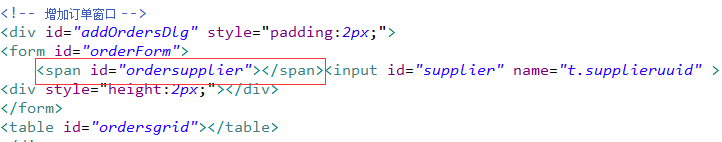 <!-- 增加订单窗口 -->
<div id="addOrdersDlg" style="padding:2px;">
<form id="orderForm">
<span id="ordersupplier"></span><input id="supplier" name="t.supplieruuid" >
<div style="height:2px;"></div>
</form>
<table id="ordersgrid"></table>